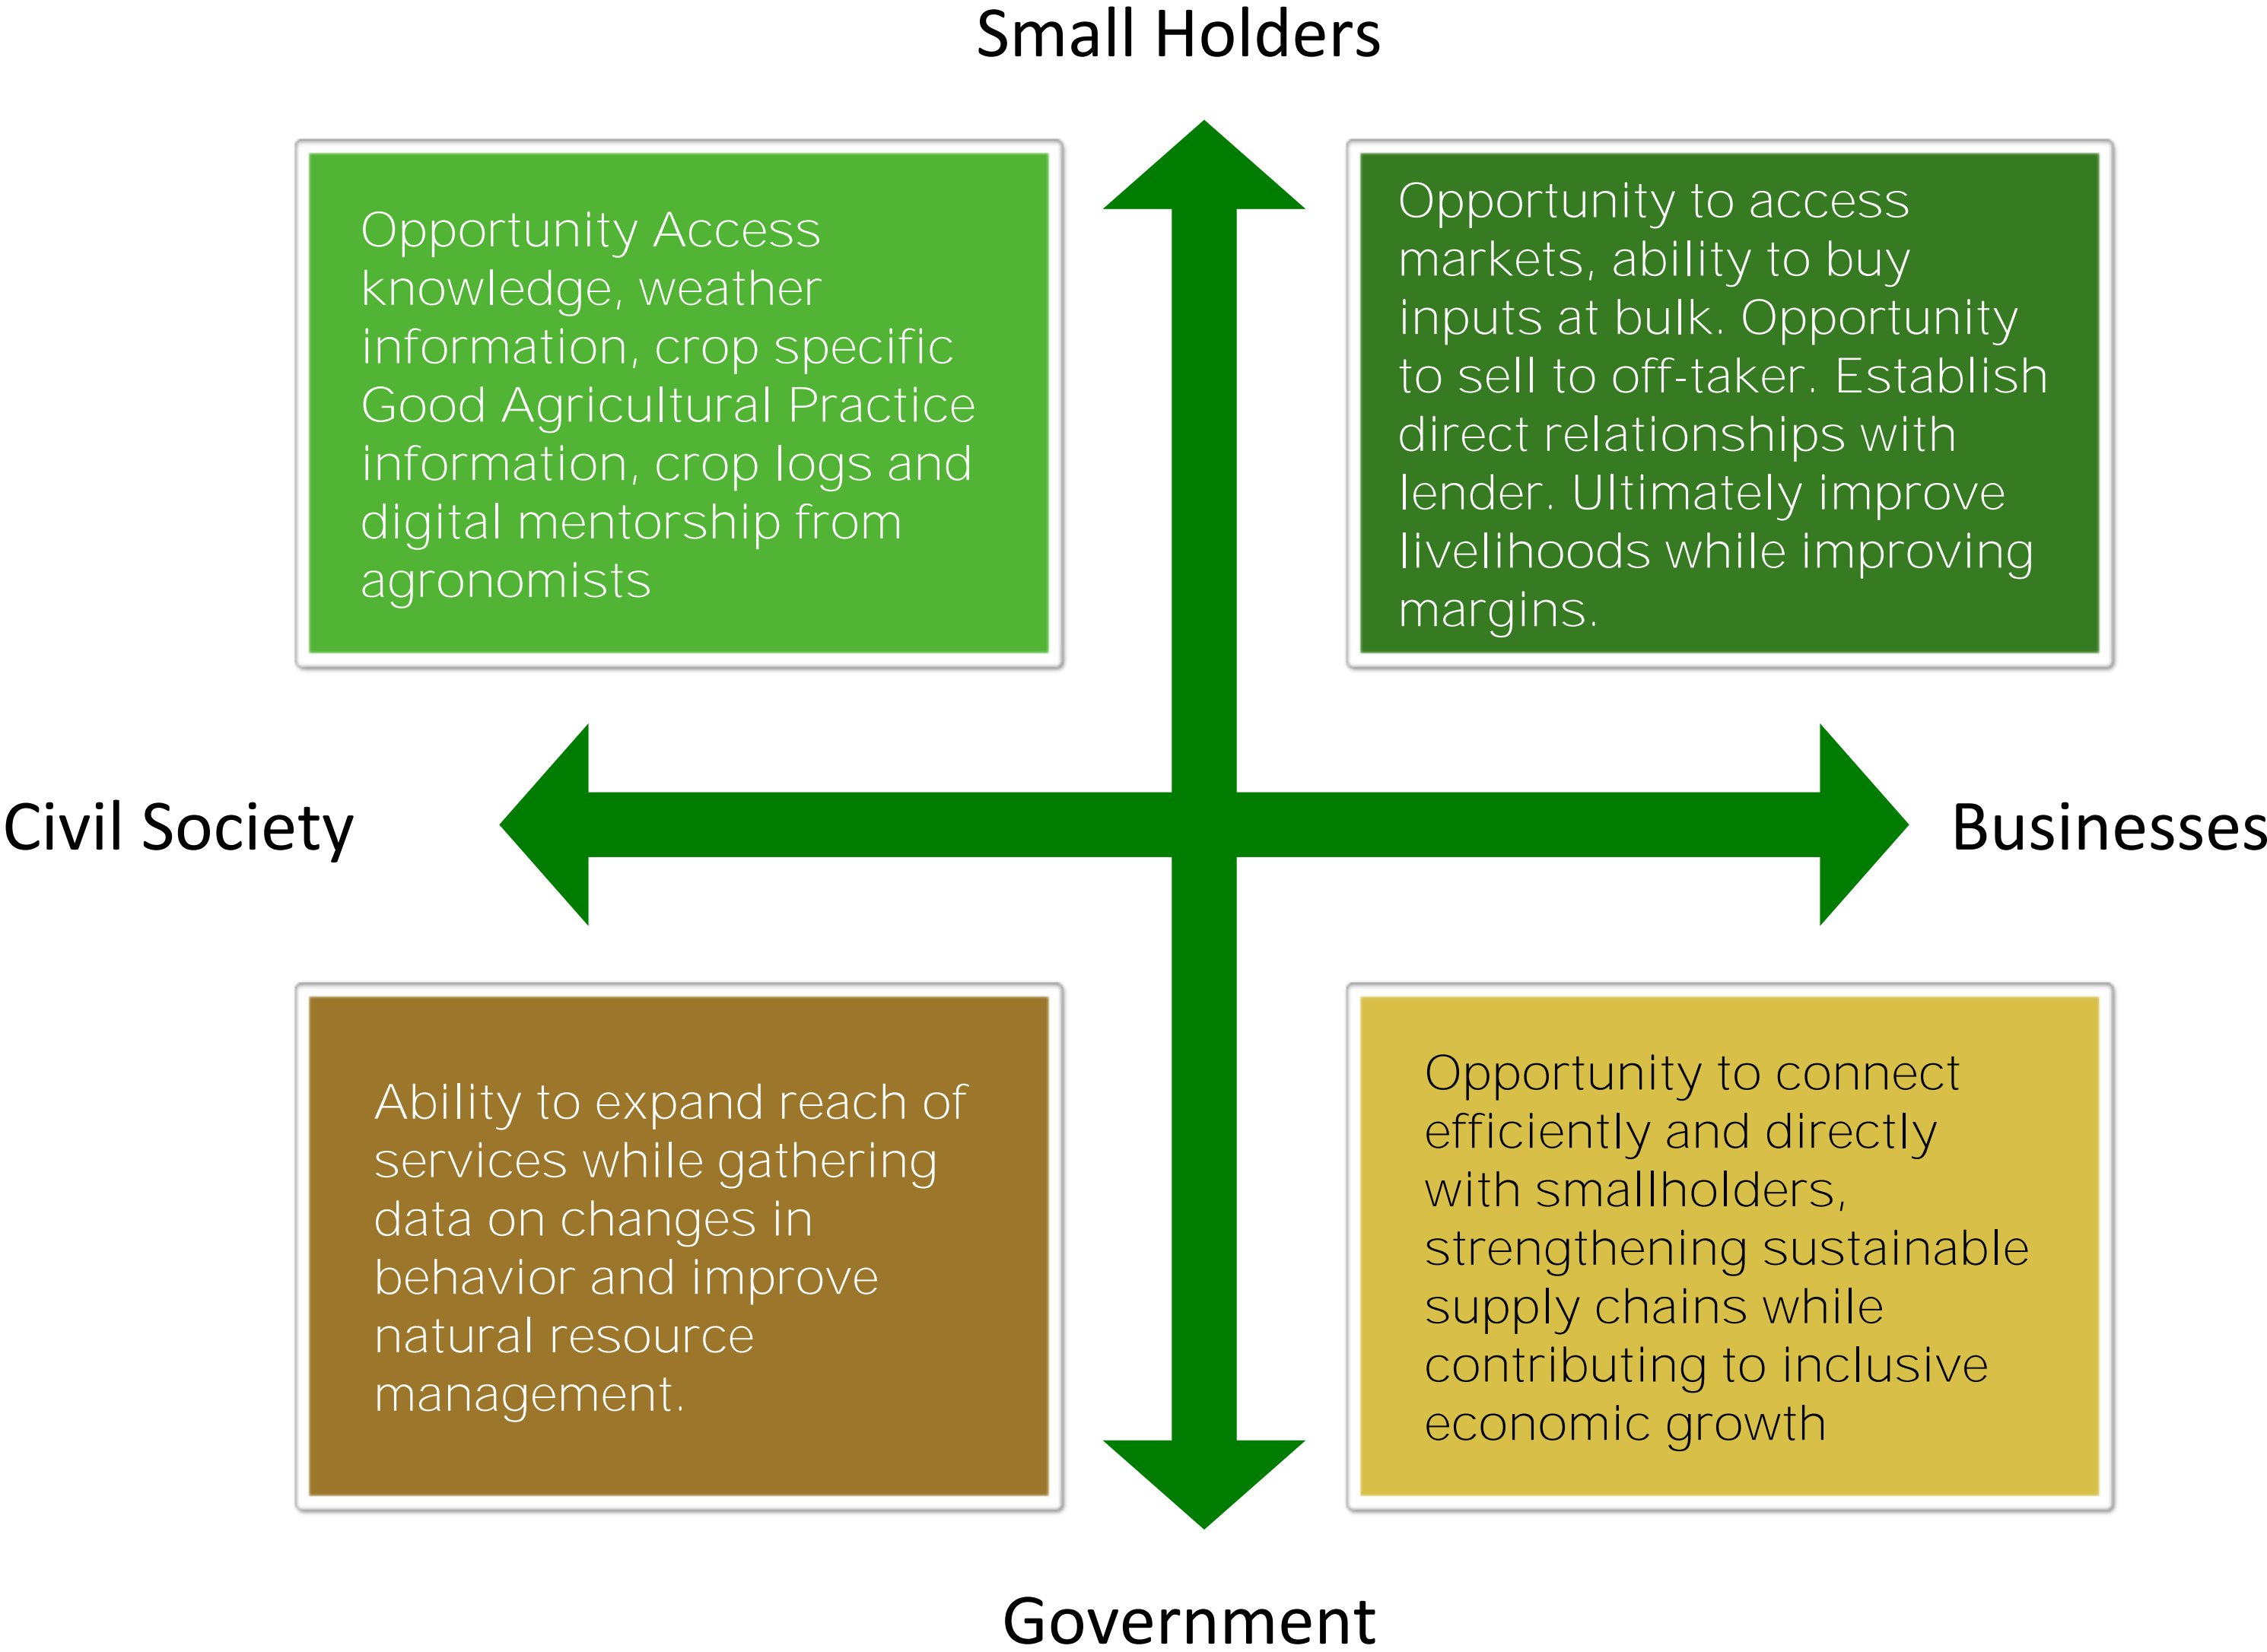 Small Holders
Opportunity Access
knowledge, weather
information, crop specific
Good Agricultural Practice
information, crop logs and
digital mentorship from
agronomists
Opportunity to access
markets, ability to buy
inputs at bulk. Opportunity
to sell to off-taker. Establish
direct relationships with
lender. Ultimately improve
livelihoods while improving
margins.
Civil Society
Businesses
Ability to expand reach of
services while gathering
data on changes in
behavior and improve
natural resource
management.
Opportunity to connect
efficiently and directly
with smallholders,
strengthening sustainable
supply chains while
contributing to inclusive
economic growth
Government